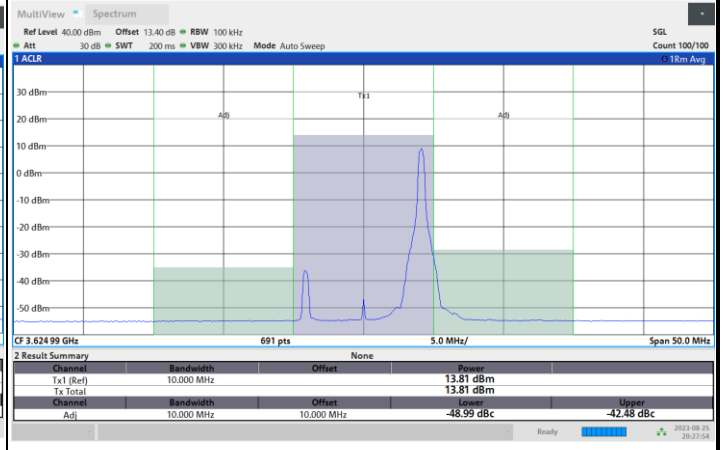 MultiView Spectrum
Ref Level 40.00 dBm Offset 13.40 dB RBW 100 kHz SGL
Att 30 dB SWT 200 ms VBW 300 kHz Mode Auto Sweep Count 100/100
1 ACLR 1Rm Avg
30 dBm
Tx1
Adj Adj
20 dBm
10 dBm
0 dBm
-10 dBm
-20 dBm
-30 dBm
-40 dBm
-50 dBm
CF 3.624 99 GHz 691 pts 5.0 MHz/ Span 50.0 MHz
2 Result Summary None
Channel Bandwidth Offset Power
Tx1 (Ref) 10.000 MHz 13.81 dBm
Tx Total 13.81 dBm
Channel Bandwidth Offset Lower Upper
Adj 10.000 MHz 10.000 MHz -48.99 dBc -42.48 dBc
Ready 2023-08-25
20:27:54